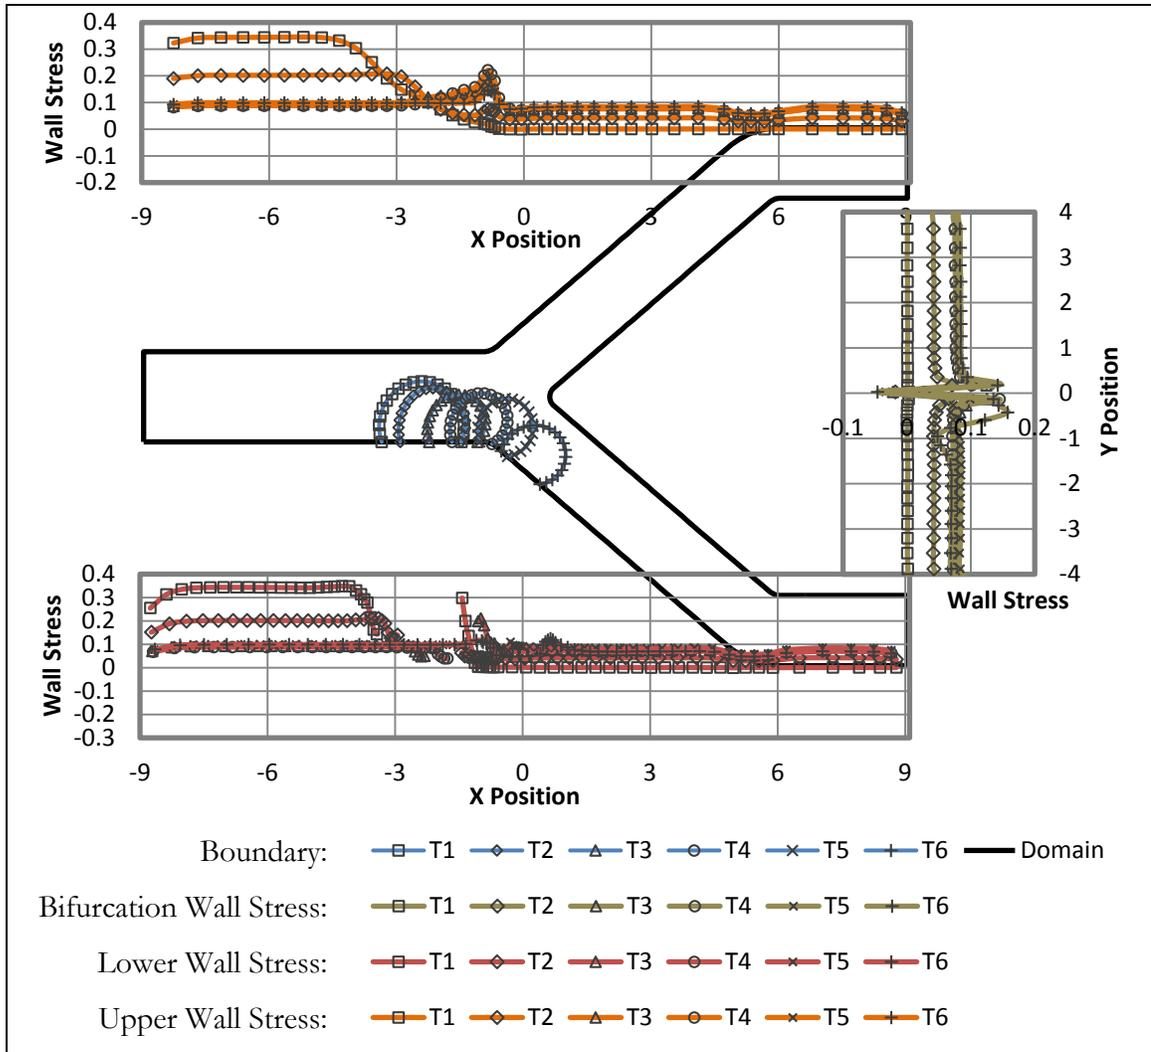 0.4
0.3
0.2
0.1
0
-0.1
-0.2
Wall Stress
-9 -6 -3 0 3 6 9
X Position
4
3
2
1
0
-1
-2
-3
-4
Y Position
-0.1 0 0.1 0.2
Wall Stress
0.4
0.3
0.2
0.1
0
-0.1
-0.2
-0.3
Wall Stress
-9 -6 -3 0 3 6 9
X Position
Boundary: T1 T2 T3 T4 T5 T6 Domain
Bifurcation Wall Stress: T1 T2 T3 T4 T5 T6
Lower Wall Stress: T1 T2 T3 T4 T5 T6
Upper Wall Stress: T1 T2 T3 T4 T5 T6